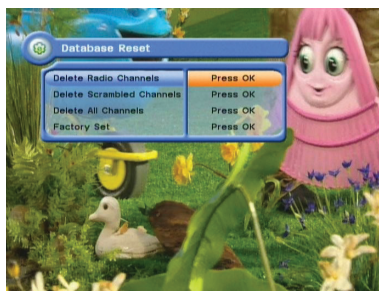 Database Reset
Delete Radio Channels Press OK
Delete Scrambled Channels Press OK
Delete All Channels Press OK
Factory Set Press OK